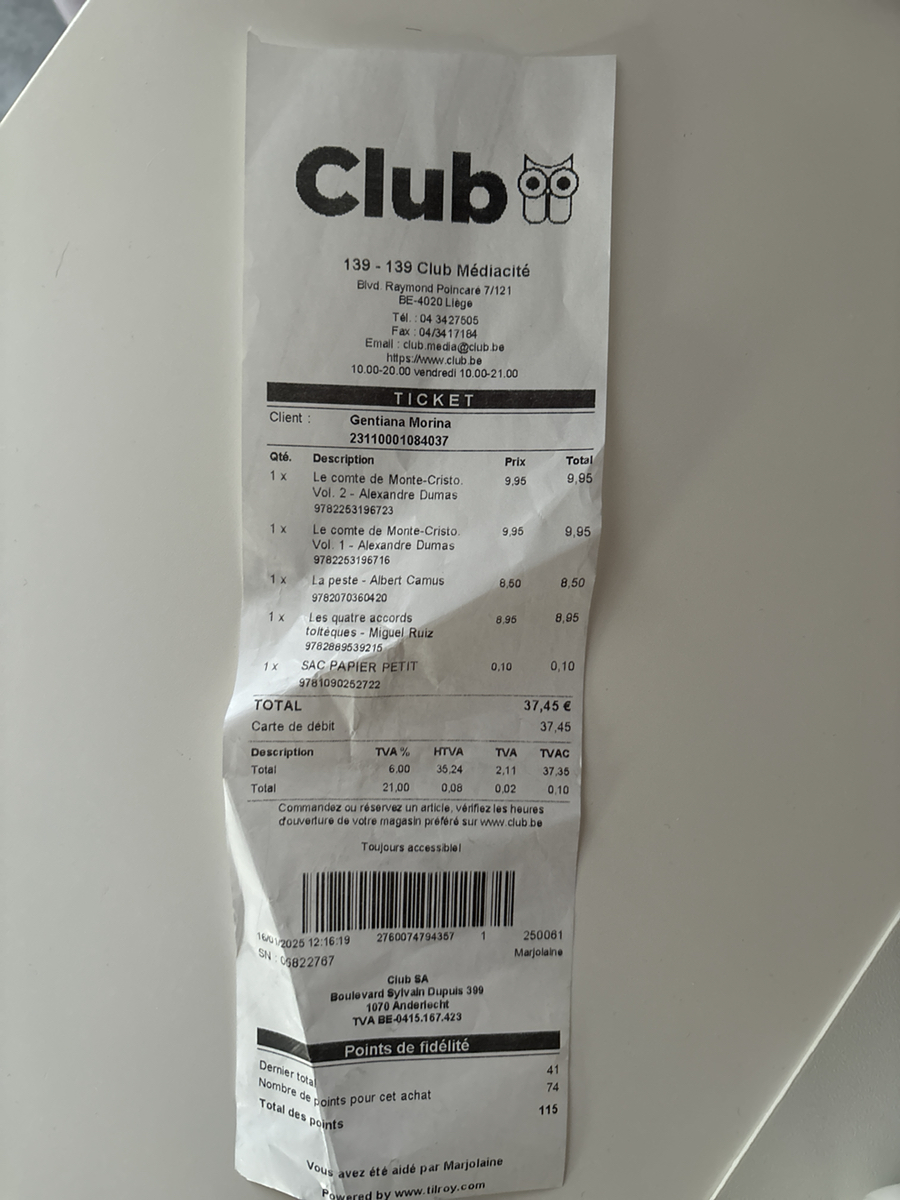 Club
139 - 139 Club Médiacité
Blvd. Raymond Poincaré 7/121
BE-4020 Liège
Tél. : 04 3427505
Fax : 04/3417184
Email : club.media@club.be
https://www.club.be
10.00-20.00 vendredi 10.00-21.00
TICKET
Client : Gentiana Morina
23110001084037
Qté. Description Prix Total
1 x Le comte de Monte-Cristo. 9,95 9,95
Vol. 2 - Alexandre Dumas
9782253196723
1 x Le comte de Monte-Cristo. 9,95 9,95
Vol. 1 - Alexandre Dumas
9782253196716
1 x La peste - Albert Camus 8,50 8,50
9782070360420
1 x Les quatre accords 8,95 8,95
toltèques - Miguel Ruiz
9782889539215
1 x SAC PAPIER PETIT 0,10 0,10
9781090252722
TOTAL 37,45 €
Carte de débit 37,45
Description TVA % HTVA TVA TVAC
Total 6,00 35,24 2,11 37,35
Total 21,00 0,08 0,02 0,10
Commandez ou réservez un article, vérifiez les heures
d'ouverture de votre magasin préféré sur www.club.be
Toujours accessible!
16/01/2025 12:16:19 2760074794357 1 250061
SN : 06822767 Marjolaine
Club SA
Boulevard Sylvain Dupuis 399
1070 Anderlecht
TVA BE-0415.167.423
Points de fidélité
Dernier total 41
Nombre de points pour cet achat 74
Total des points 115
Vous avez été aidé par Marjolaine
Powered by www.tilroy.com